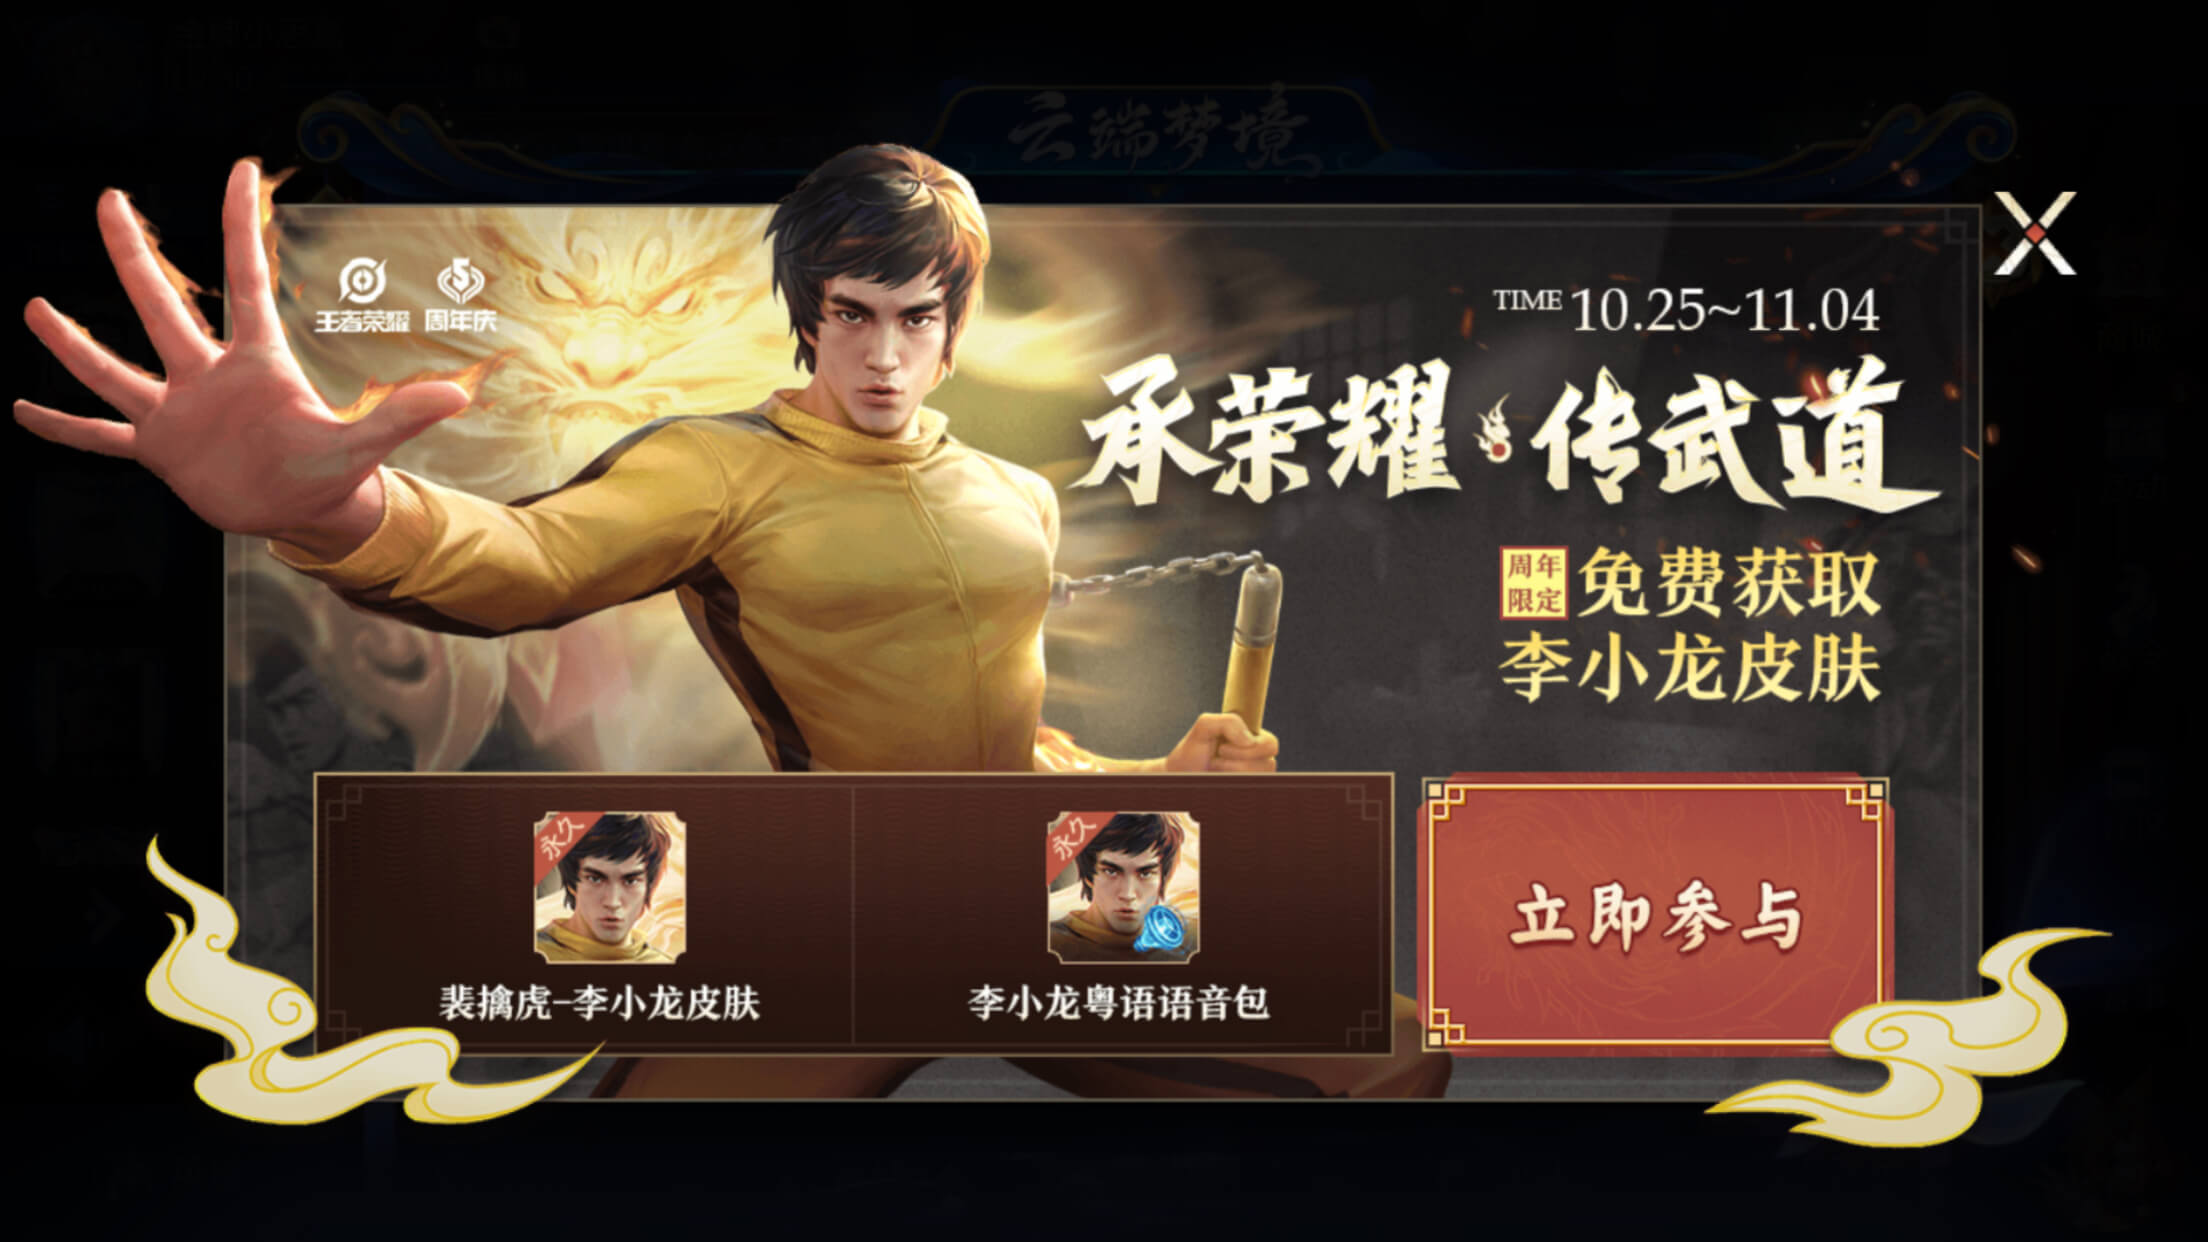 云端梦境
王者荣耀 5周年庆
TIME 10.25~11.04
承荣耀·传武道
周年限定 免费获取
李小龙皮肤
永久
永久
裴擒虎-李小龙皮肤
李小龙粤语语音包
立即参与